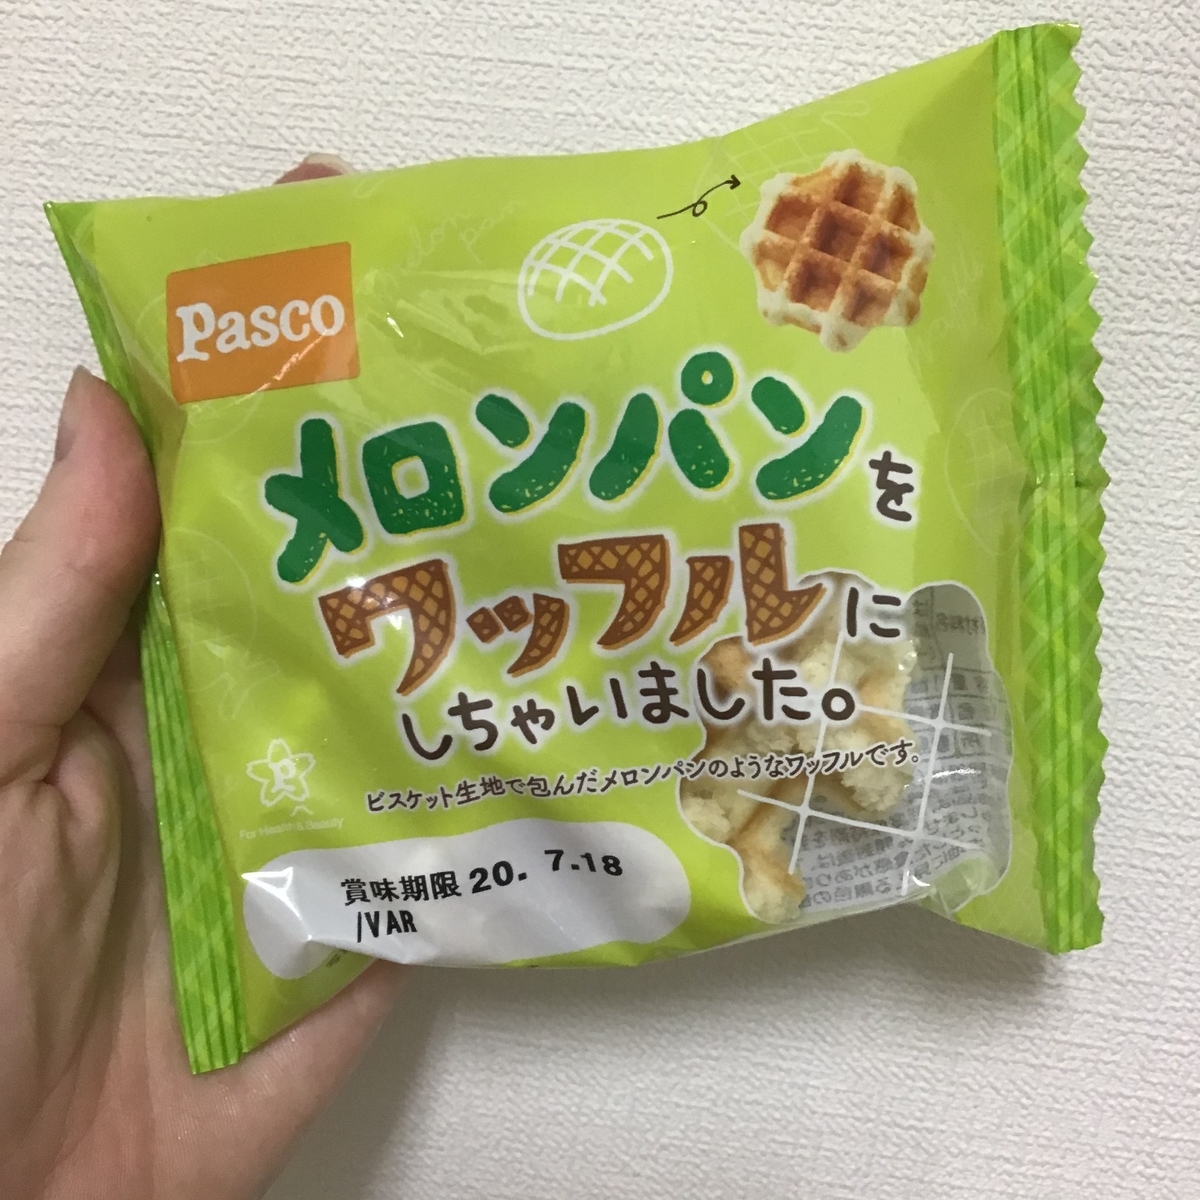 Pasco
メロンパンを
ワッフルに
しちゃいました。
ビスケット生地で包んだメロンパンのようなワッフルです。
P
For Health & Beauty
賞味期限 20. 7.18
/VAR